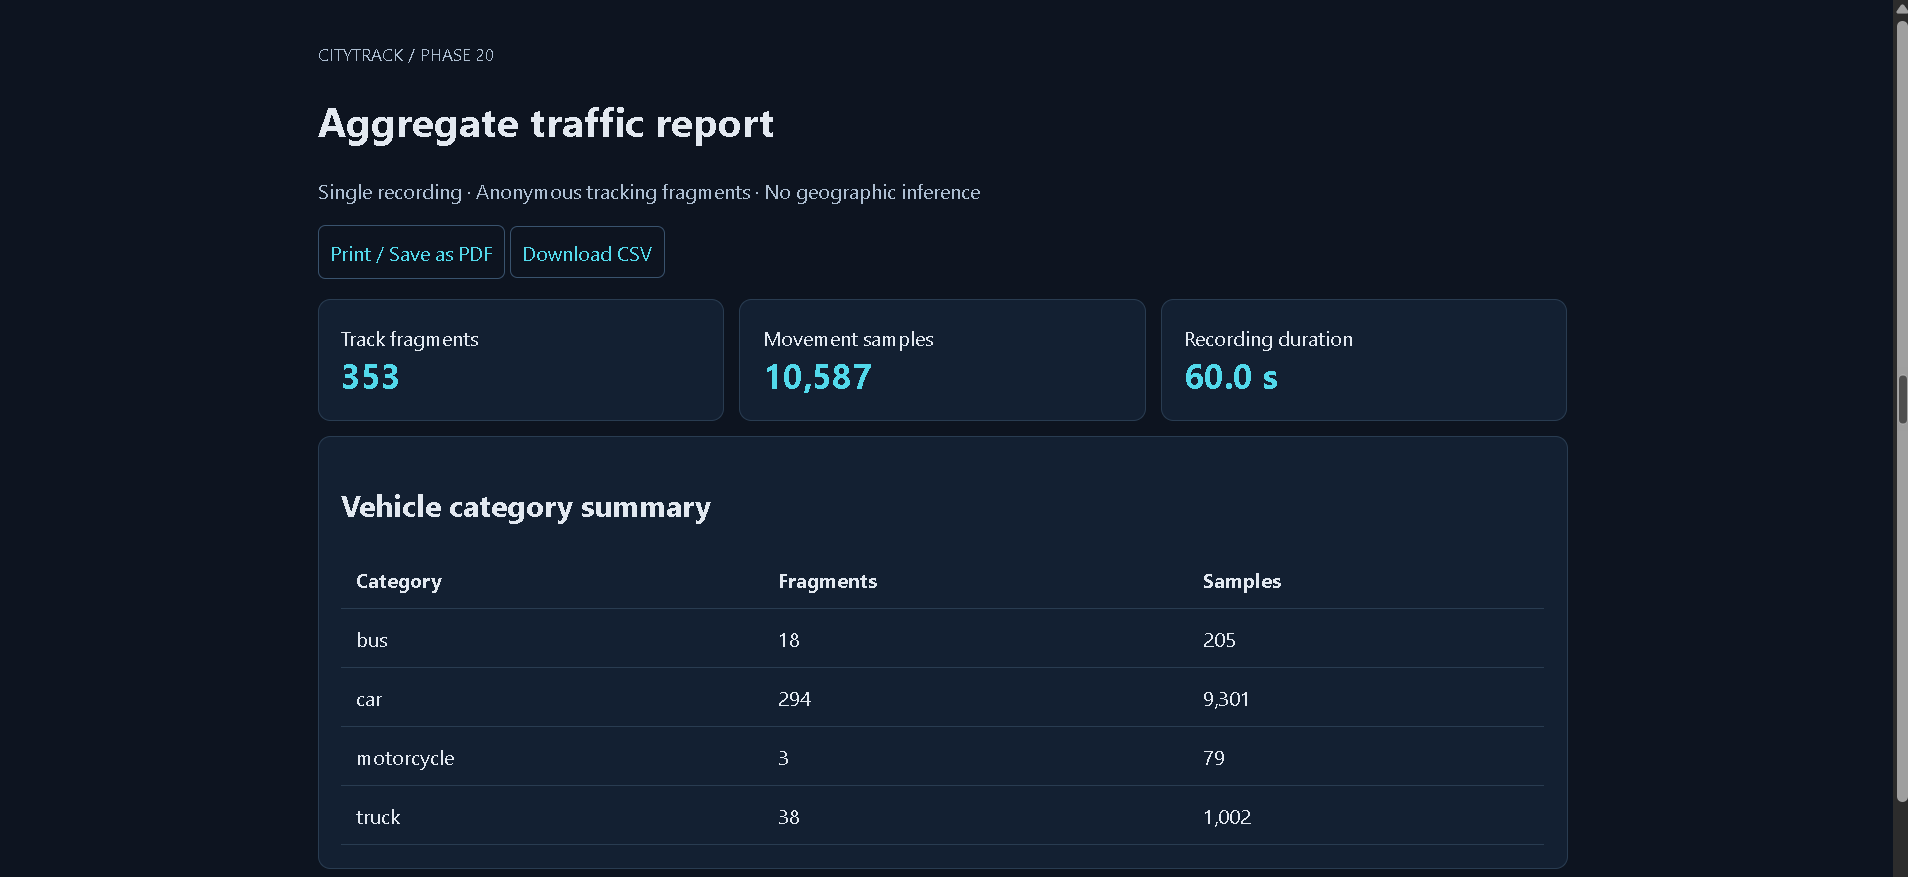 CITYTRACK / PHASE 20
Aggregate traffic report
Single recording · Anonymous tracking fragments · No geographic inference
Print / Save as PDF Download CSV
Track fragments Movement samples Recording duration
353 10,587 60.0 s
Vehicle category summary
Category Fragments Samples
bus 18 205
car 294 9,301
motorcycle 3 79
truck 38 1,002